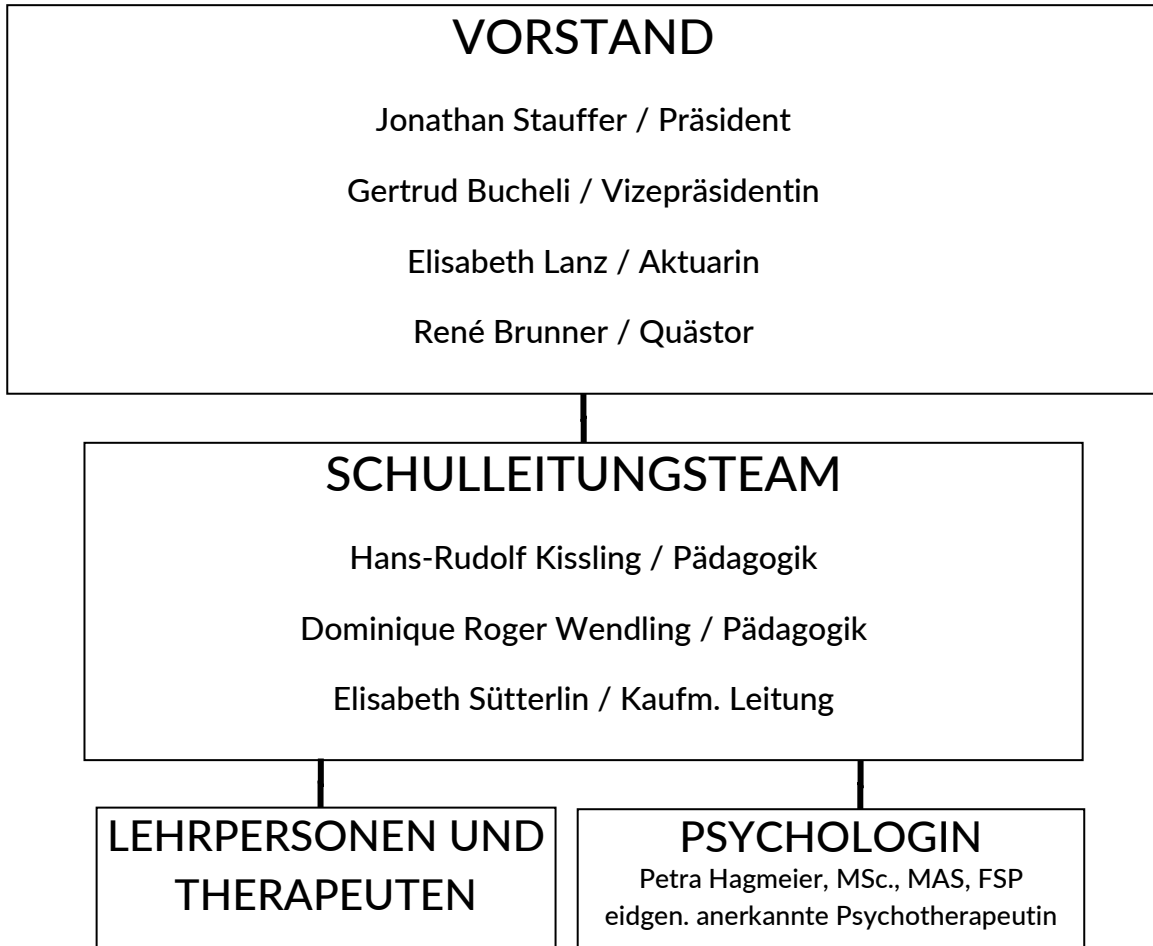 VORSTAND
Jonathan Stauffer / Präsident
Gertrud Bucheli / Vizepräsidentin
Elisabeth Lanz / Aktuarin
René Brunner / Quästor
SCHULLEITUNGSTEAM
Hans-Rudolf Kissling / Pädagogik
Dominique Roger Wendling / Pädagogik
Elisabeth Sütterlin / Kaufm. Leitung
LEHRPERSONEN UND
THERAPEUTEN
PSYCHOLOGIN
Petra Hagmeier, MSc., MAS, FSP
eidgen. anerkannte Psychotherapeutin